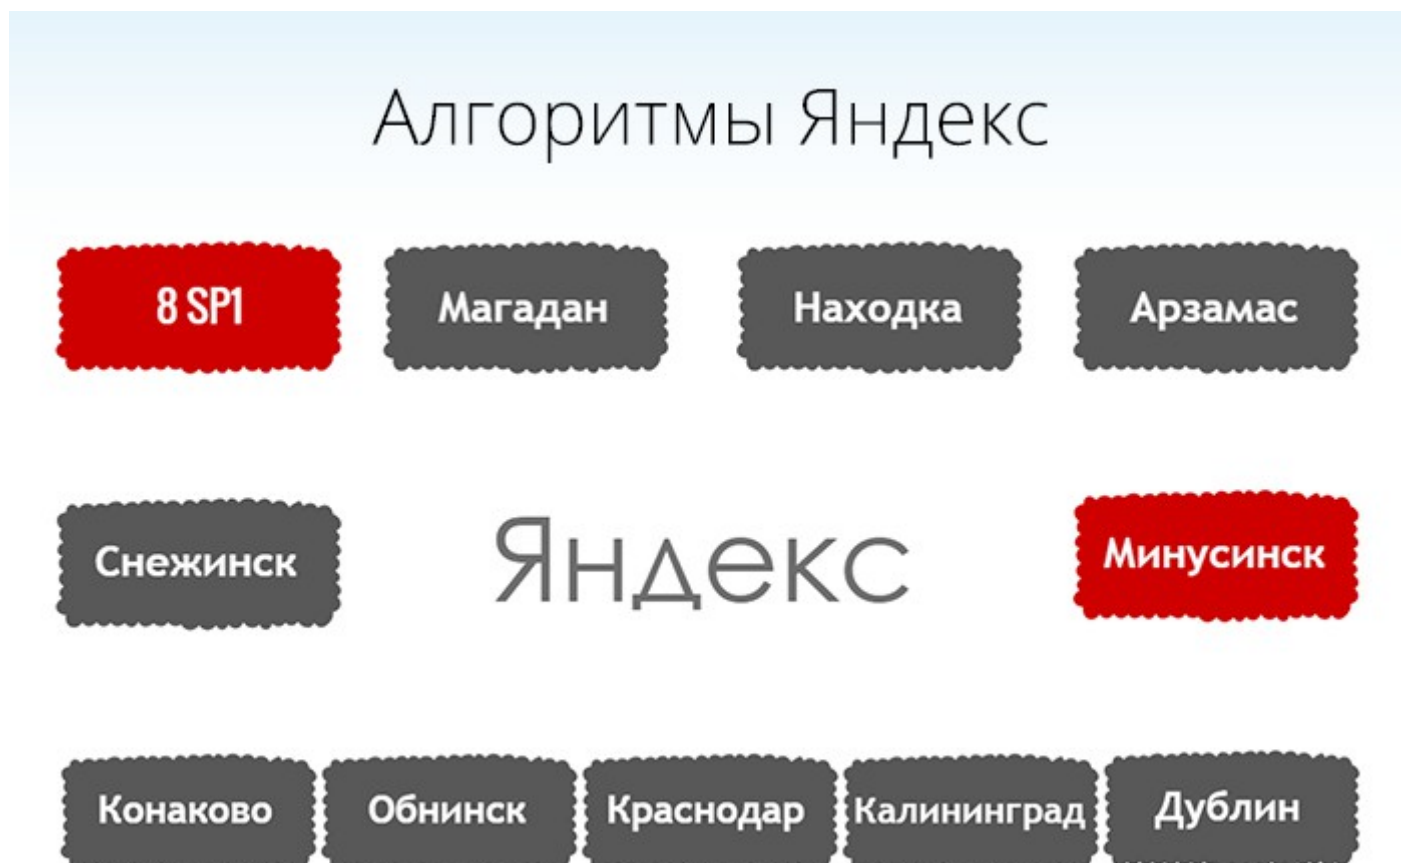 Алгоритмы Яндекс
8 SP1
Магадан
Находка
Арзамас
Снежинск
Яндекс
Минусинск
Конаково
Обнинск
Краснодар
Калининград
Дублин